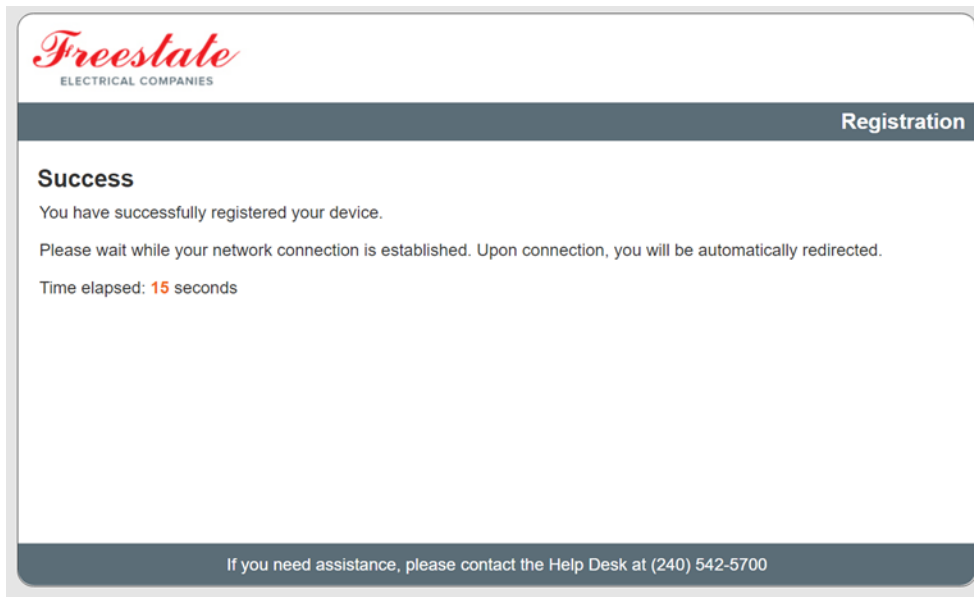 Freestate
ELECTRICAL COMPANIES
Registration
Success
You have successfully registered your device.
Please wait while your network connection is established. Upon connection, you will be automatically redirected.
Time elapsed: 15 seconds
If you need assistance, please contact the Help Desk at (240) 542-5700